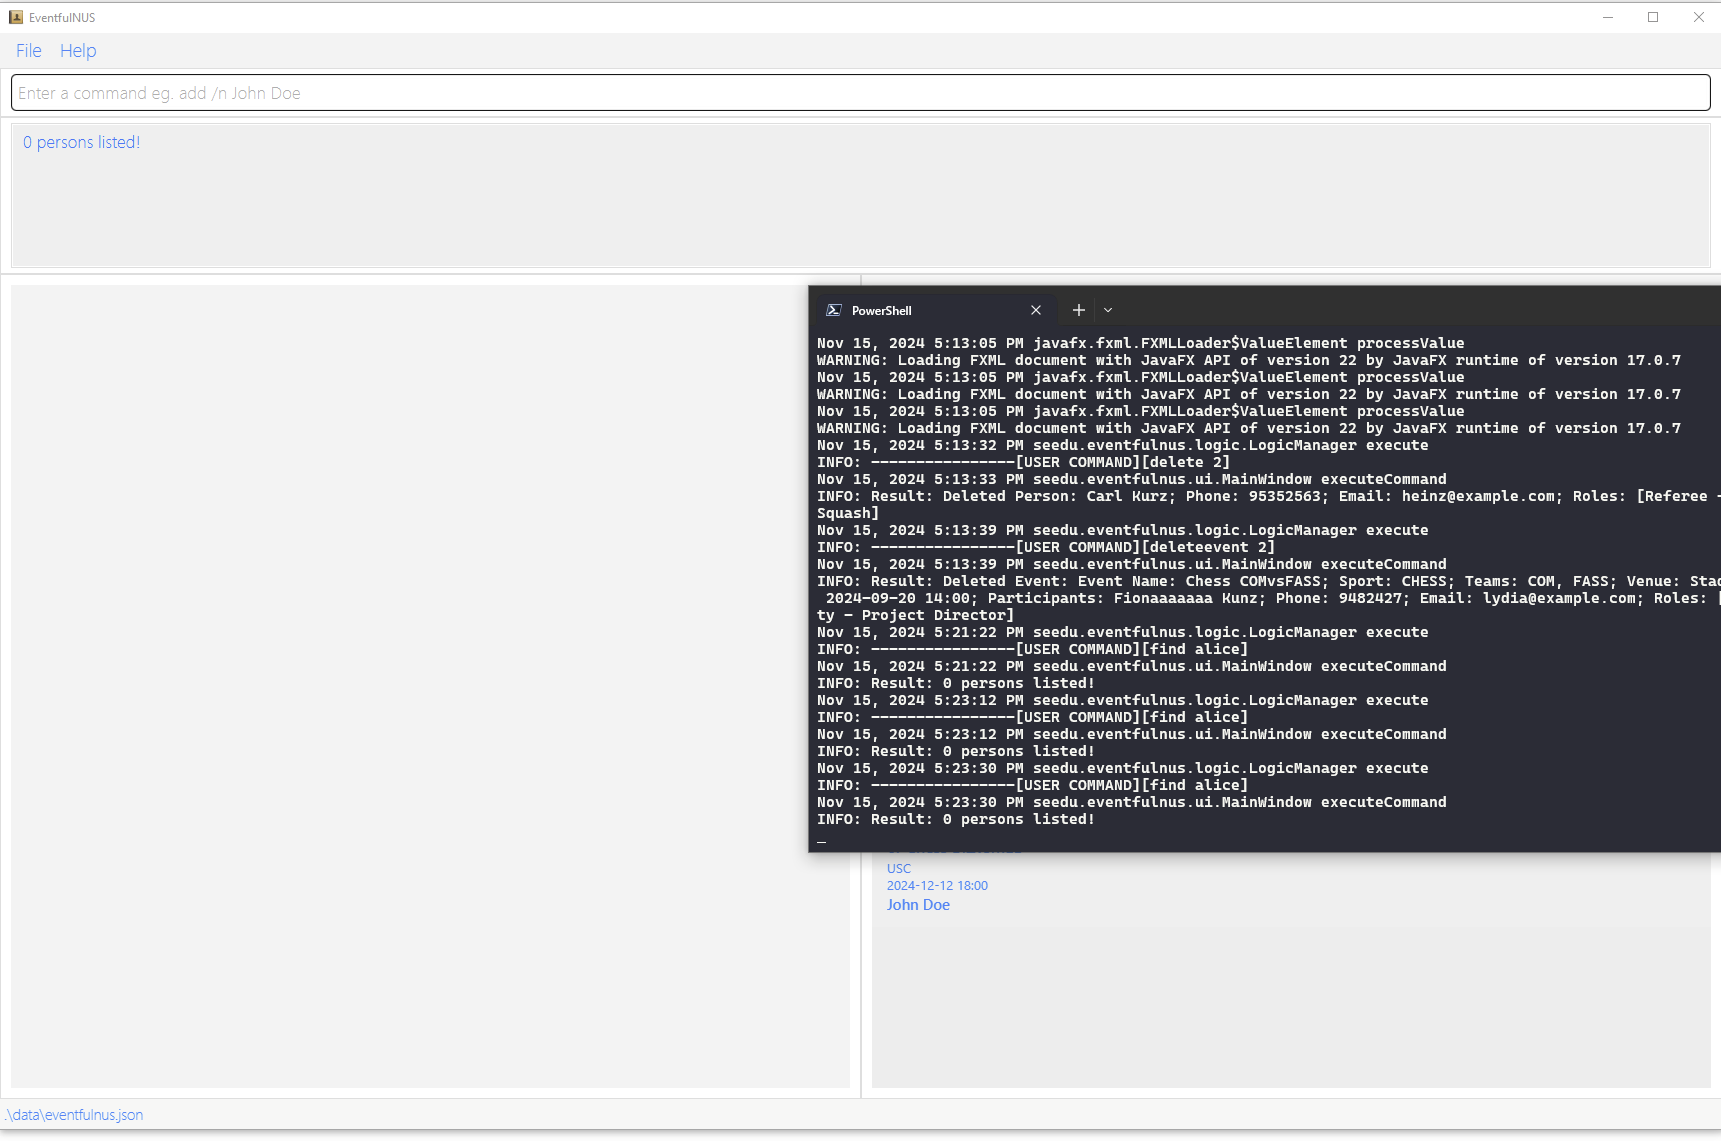 EventfulNUS
File Help
Enter a command eg. add /n John Doe
0 persons listed!
PowerShell
Nov 15, 2024 5:13:05 PM javafx.fxml.FXMLLoader$ValueElement processValue
WARNING: Loading FXML document with JavaFX API of version 22 by JavaFX runtime of version 17.0.7
Nov 15, 2024 5:13:05 PM javafx.fxml.FXMLLoader$ValueElement processValue
WARNING: Loading FXML document with JavaFX API of version 22 by JavaFX runtime of version 17.0.7
Nov 15, 2024 5:13:05 PM javafx.fxml.FXMLLoader$ValueElement processValue
WARNING: Loading FXML document with JavaFX API of version 22 by JavaFX runtime of version 17.0.7
Nov 15, 2024 5:13:32 PM seedu.eventfulnus.logic.LogicManager execute
INFO: ----------------[USER COMMAND][delete 2]
Nov 15, 2024 5:13:33 PM seedu.eventfulnus.ui.MainWindow executeCommand
INFO: Result: Deleted Person: Carl Kurz; Phone: 95352563; Email: heinz@example.com; Roles: [Referee -
Squash]
Nov 15, 2024 5:13:39 PM seedu.eventfulnus.logic.LogicManager execute
INFO: ----------------[USER COMMAND][deleteevent 2]
Nov 15, 2024 5:13:39 PM seedu.eventfulnus.ui.MainWindow executeCommand
INFO: Result: Deleted Event: Event Name: Chess COMvsFASS; Sport: CHESS; Teams: COM, FASS; Venue: Stad
2024-09-20 14:00; Participants: Fionaaaaaaa Kunz; Phone: 9482427; Email: lydia@example.com; Roles: [
ty - Project Director]
Nov 15, 2024 5:21:22 PM seedu.eventfulnus.logic.LogicManager execute
INFO: ----------------[USER COMMAND][find alice]
Nov 15, 2024 5:21:22 PM seedu.eventfulnus.ui.MainWindow executeCommand
INFO: Result: 0 persons listed!
Nov 15, 2024 5:23:12 PM seedu.eventfulnus.logic.LogicManager execute
INFO: ----------------[USER COMMAND][find alice]
Nov 15, 2024 5:23:12 PM seedu.eventfulnus.ui.MainWindow executeCommand
INFO: Result: 0 persons listed!
Nov 15, 2024 5:23:30 PM seedu.eventfulnus.logic.LogicManager execute
INFO: ----------------[USER COMMAND][find alice]
Nov 15, 2024 5:23:30 PM seedu.eventfulnus.ui.MainWindow executeCommand
INFO: Result: 0 persons listed!
USC
2024-12-12 18:00
John Doe
.\data\eventfulnus.json